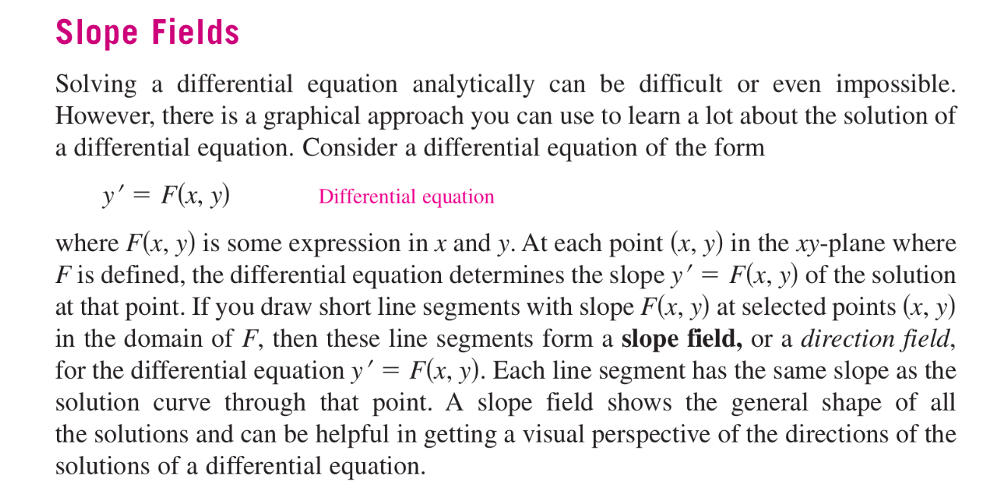 Slope Fields
Solving a differential equation analytically can be difficult or even impossible.
However, there is a graphical approach you can use to learn a lot about the solution of
a differential equation. Consider a differential equation of the form
y′ = F(x, y) Differential equation
where F(x, y) is some expression in x and y. At each point (x, y) in the xy-plane where
F is defined, the differential equation determines the slope y′ = F(x, y) of the solution
at that point. If you draw short line segments with slope F(x, y) at selected points (x, y)
in the domain of F, then these line segments form a slope field, or a direction field,
for the differential equation y′ = F(x, y). Each line segment has the same slope as the
solution curve through that point. A slope field shows the general shape of all
the solutions and can be helpful in getting a visual perspective of the directions of the
solutions of a differential equation.